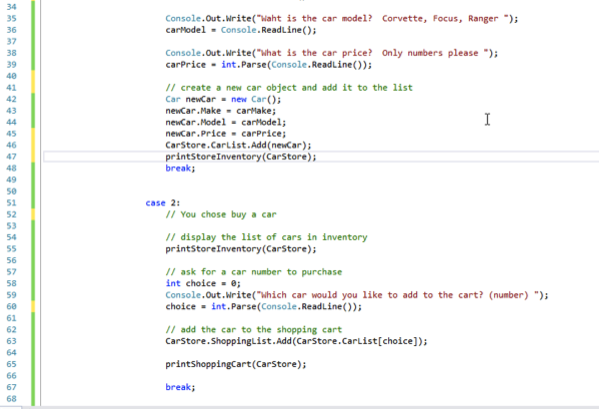 34
35 Console.Out.Write("Waht is the car model?  Corvette, Focus, Ranger ");
36 carModel = Console.ReadLine();
37
38 Console.Out.Write("What is the car price?  Only numbers please ");
39 carPrice = int.Parse(Console.ReadLine());
40
41 // create a new car object and add it to the list
42 Car newCar = new Car();
43 newCar.Make = carMake;
44 newCar.Model = carModel;
45 newCar.Price = carPrice;
46 CarStore.CarList.Add(newCar);
47 printStoreInventory(CarStore);
48 break;
49
50
51 case 2:
52 // You chose buy a car
53
54 // display the list of cars in inventory
55 printStoreInventory(CarStore);
56
57 // ask for a car number to purchase
58 int choice = 0;
59 Console.Out.Write("Which car would you like to add to the cart? (number) ");
60 choice = int.Parse(Console.ReadLine());
61
62 // add the car to the shopping cart
63 CarStore.ShoppingList.Add(CarStore.CarList[choice]);
64
65 printShoppingCart(CarStore);
66
67 break;
68